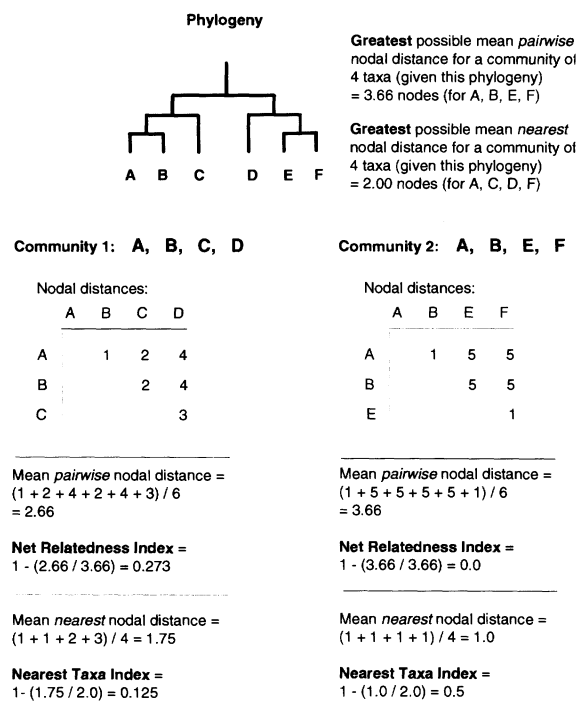 Phylogeny
A B C D E F
Greatest possible mean pairwise
nodal distance for a community of
4 taxa (given this phylogeny)
= 3.66 nodes (for A, B, E, F)
Greatest possible mean nearest
nodal distance for a community of
4 taxa (given this phylogeny)
= 2.00 nodes (for A, C, D, F)
Community 1: A, B, C, D
Nodal distances:
A B C D
A 1 2 4
B 2 4
C 3
Mean pairwise nodal distance =
(1 + 2 + 4 + 2 + 4 + 3) / 6
= 2.66
Net Relatedness Index =
1 - (2.66 / 3.66) = 0.273
Mean nearest nodal distance =
(1 + 1 + 2 + 3) / 4 = 1.75
Nearest Taxa Index =
1- (1.75 / 2.0) = 0.125
Community 2: A, B, E, F
Nodal distances:
A B E F
A 1 5 5
B 5 5
E 1
Mean pairwise nodal distance =
(1 + 5 + 5 + 5 + 5 + 1) / 6
= 3.66
Net Relatedness Index =
1 - (3.66 / 3.66) = 0.0
Mean nearest nodal distance =
(1 + 1 + 1 + 1) / 4 = 1.0
Nearest Taxa Index =
1 - (1.0 / 2.0) = 0.5